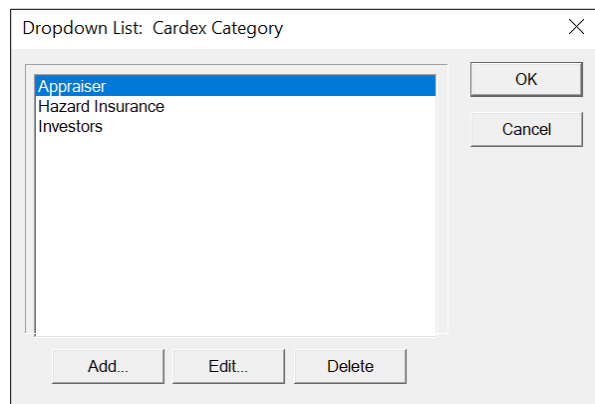 Dropdown List: Cardex Category
Appraiser
Hazard Insurance
Investors
OK
Cancel
Add...
Edit...
Delete